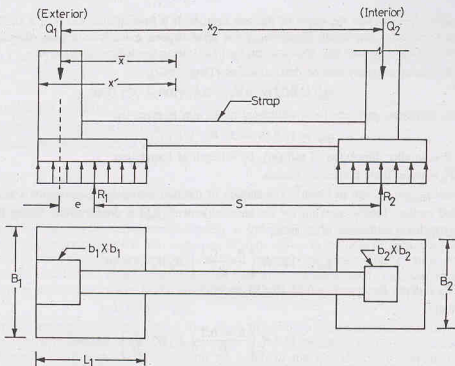 (Exterior)
(Interior)
Q1
x2
Q2
x̄
x′
Strap
R1
R2
e
S
b1 X b1
b2 X b2
B1
B2
L1